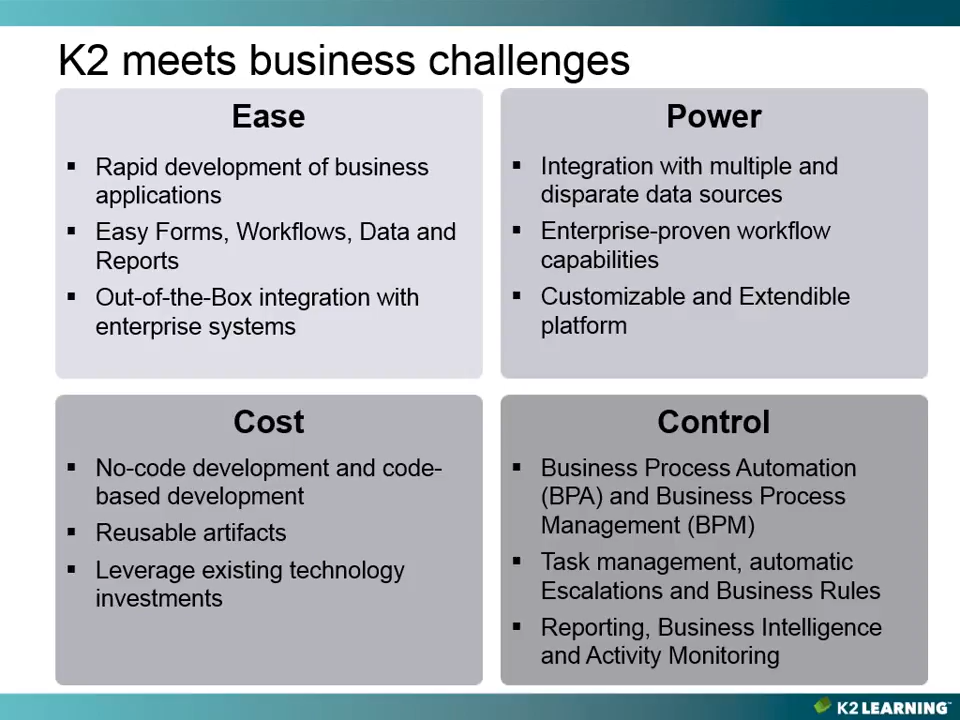 K2 meets business challenges
Ease
▪ Rapid development of business
applications
▪ Easy Forms, Workflows, Data and
Reports
▪ Out-of-the-Box integration with
enterprise systems
Power
▪ Integration with multiple and
disparate data sources
▪ Enterprise-proven workflow
capabilities
▪ Customizable and Extendible
platform
Cost
▪ No-code development and code-
based development
▪ Reusable artifacts
▪ Leverage existing technology
investments
Control
▪ Business Process Automation
(BPA) and Business Process
Management (BPM)
▪ Task management, automatic
Escalations and Business Rules
▪ Reporting, Business Intelligence
and Activity Monitoring
K2 LEARNING™